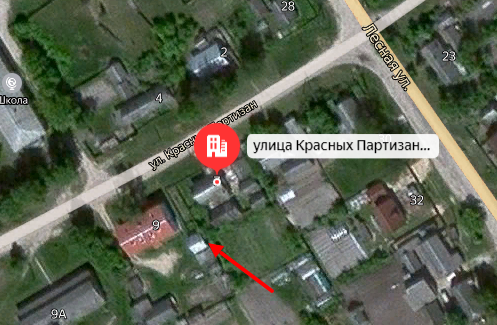 28
Лесная ул.
2
23
Школа
4
ул. Красных Партизан
улица Красных Партизан...
32
9
9А